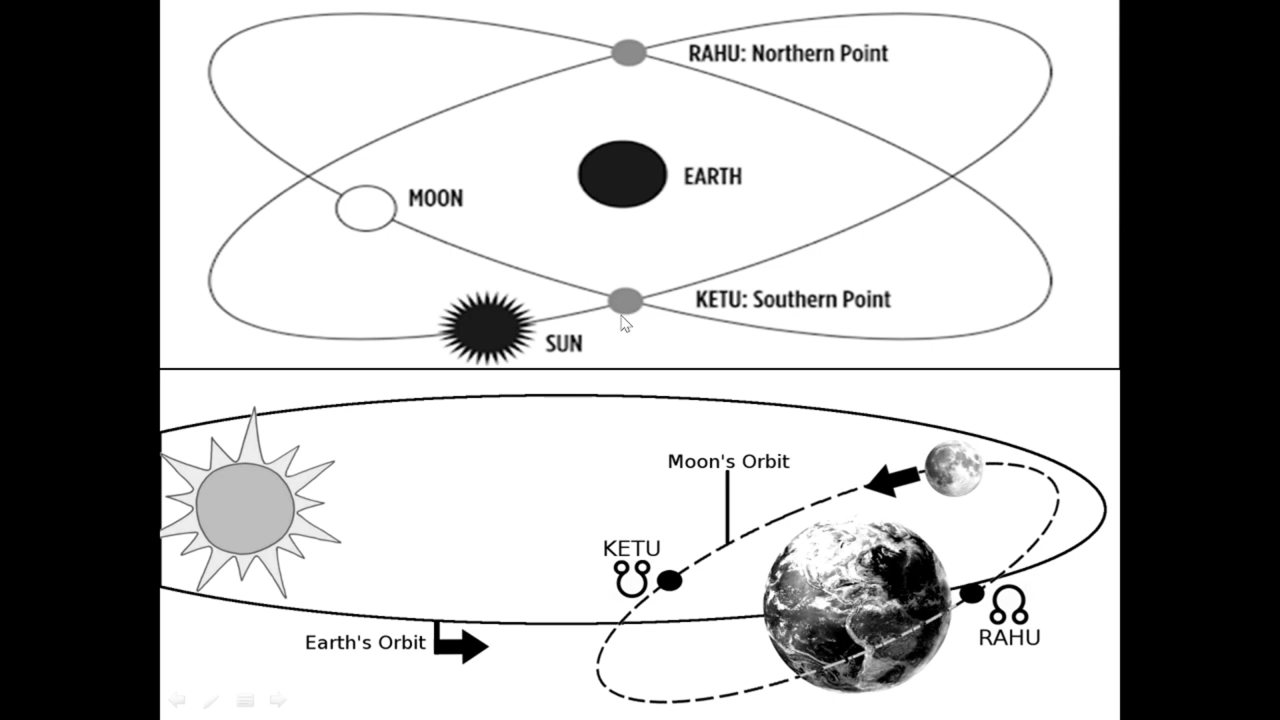 RAHU: Northern Point
EARTH
MOON
KETU: Southern Point
SUN
Moon's Orbit
KETU
RAHU
Earth's Orbit